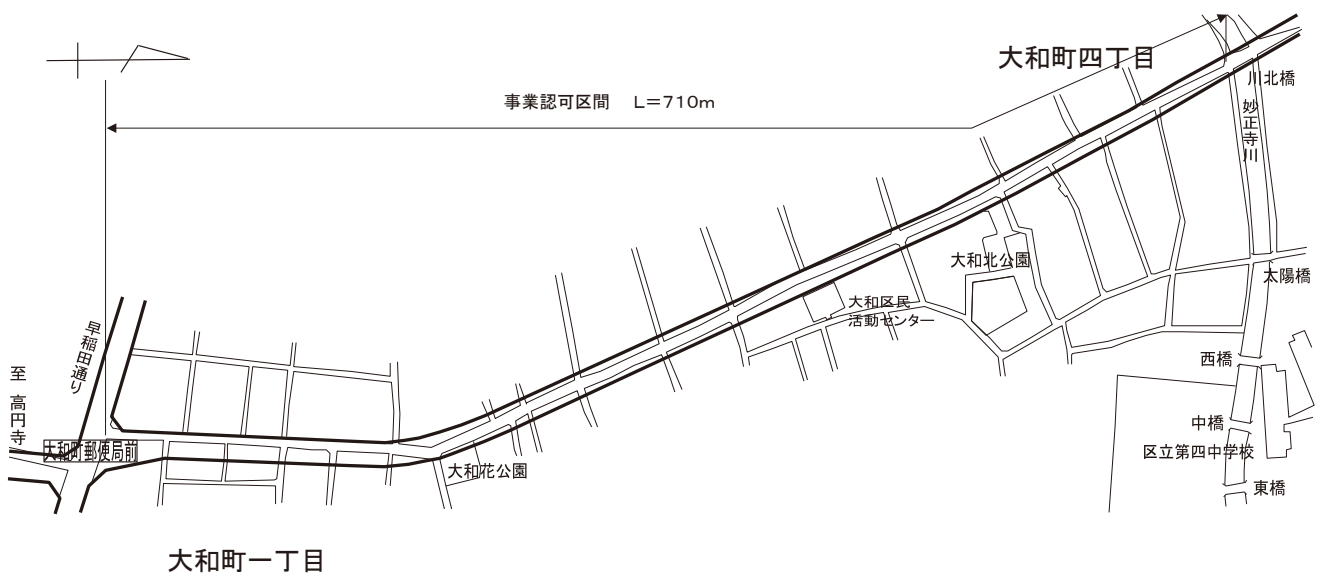 大和町四丁目
川北橋
事業認可区間 L=710m
妙正寺川
大和北公園
太陽橋
大和区民
活動センター
早稲田通り
西橋
至 高円寺
中橋
大和町郵便局前
区立第四中学校
大和花公園
東橋
大和町一丁目